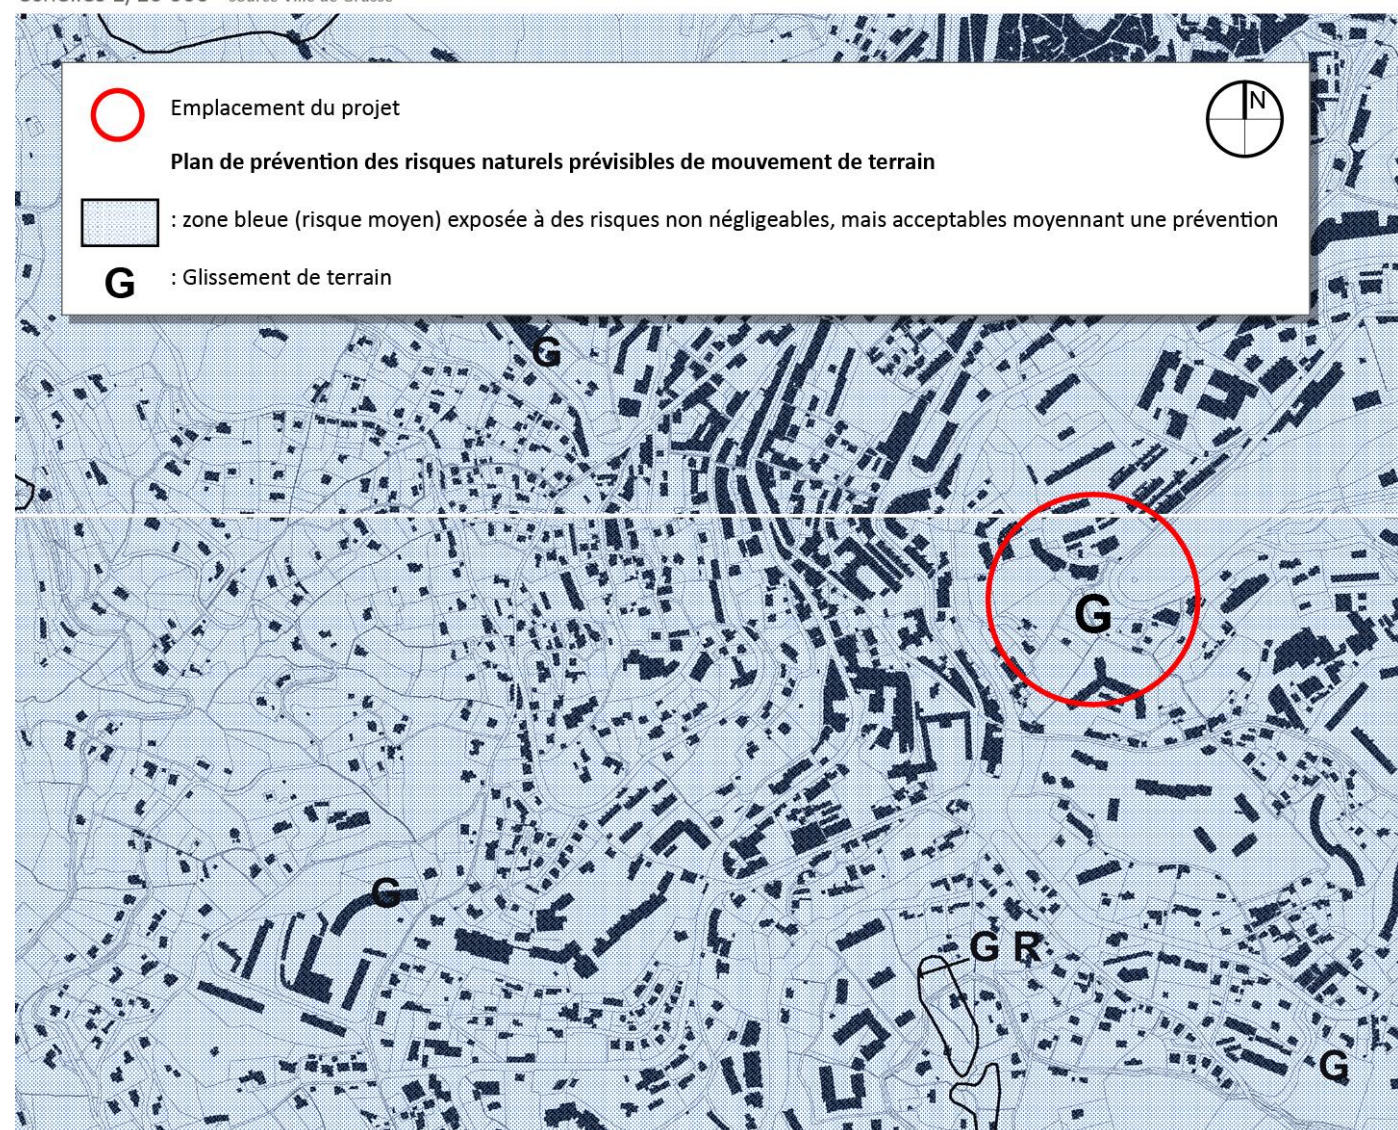 N
Emplacement du projet
Plan de prévention des risques naturels prévisibles de mouvement de terrain
: zone bleue (risque moyen) exposée à des risques non négligeables, mais acceptables moyennant une prévention
G : Glissement de terrain
G
G
G
G R
G